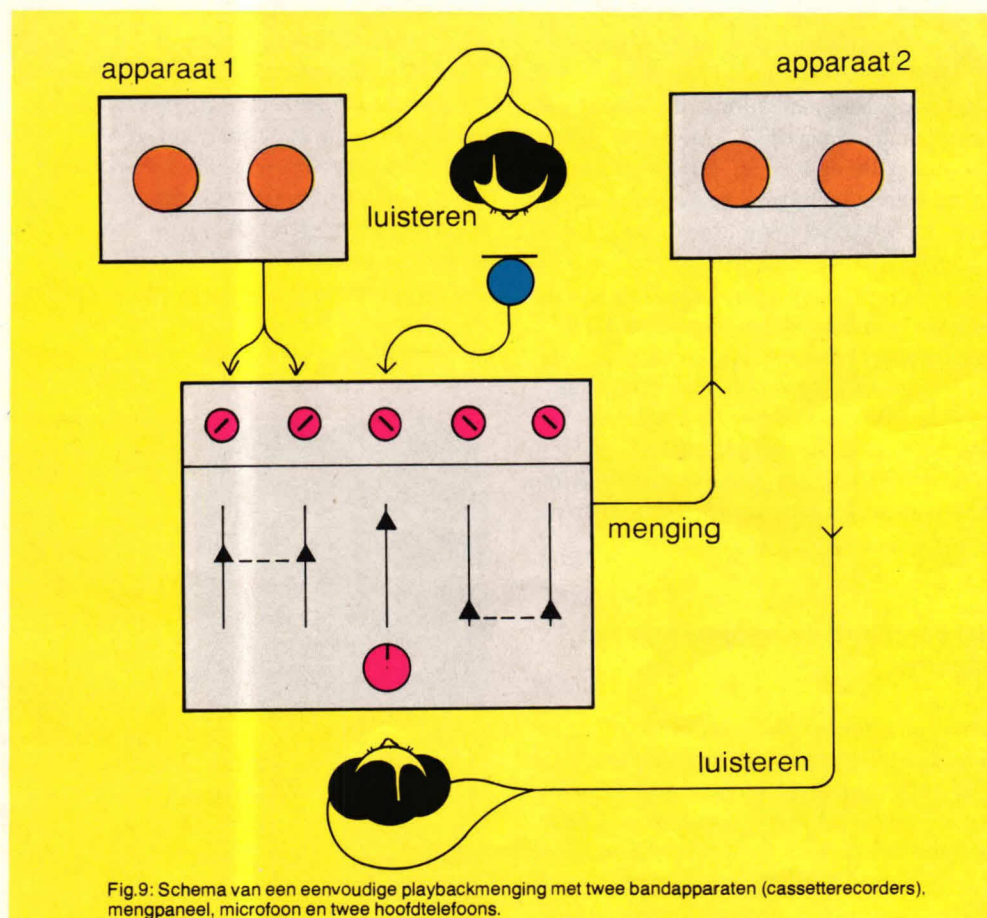 apparaat 1
apparaat 2
luisteren
menging
luisteren
Fig.9: Schema van een eenvoudige playbackmenging met twee bandapparaten (cassetterecorders),
mengpaneel, microfoon en twee hoofdtelefoons.